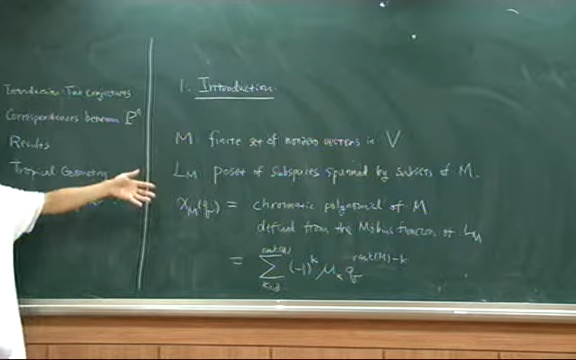 Introduction: Two conjectures
Correspondences between P^n
Results
Tropical Geometry
1. Introduction
M finite set of nonzero vectors in V
L_M poset of subspaces spanned by subsets of M.
χ_M(q) = chromatic polynomial of M
defined from the Möbius function of L_M
= ∑_{k=0}^{rank(M)} (-1)^k μ_k q^{rank(M)-k}